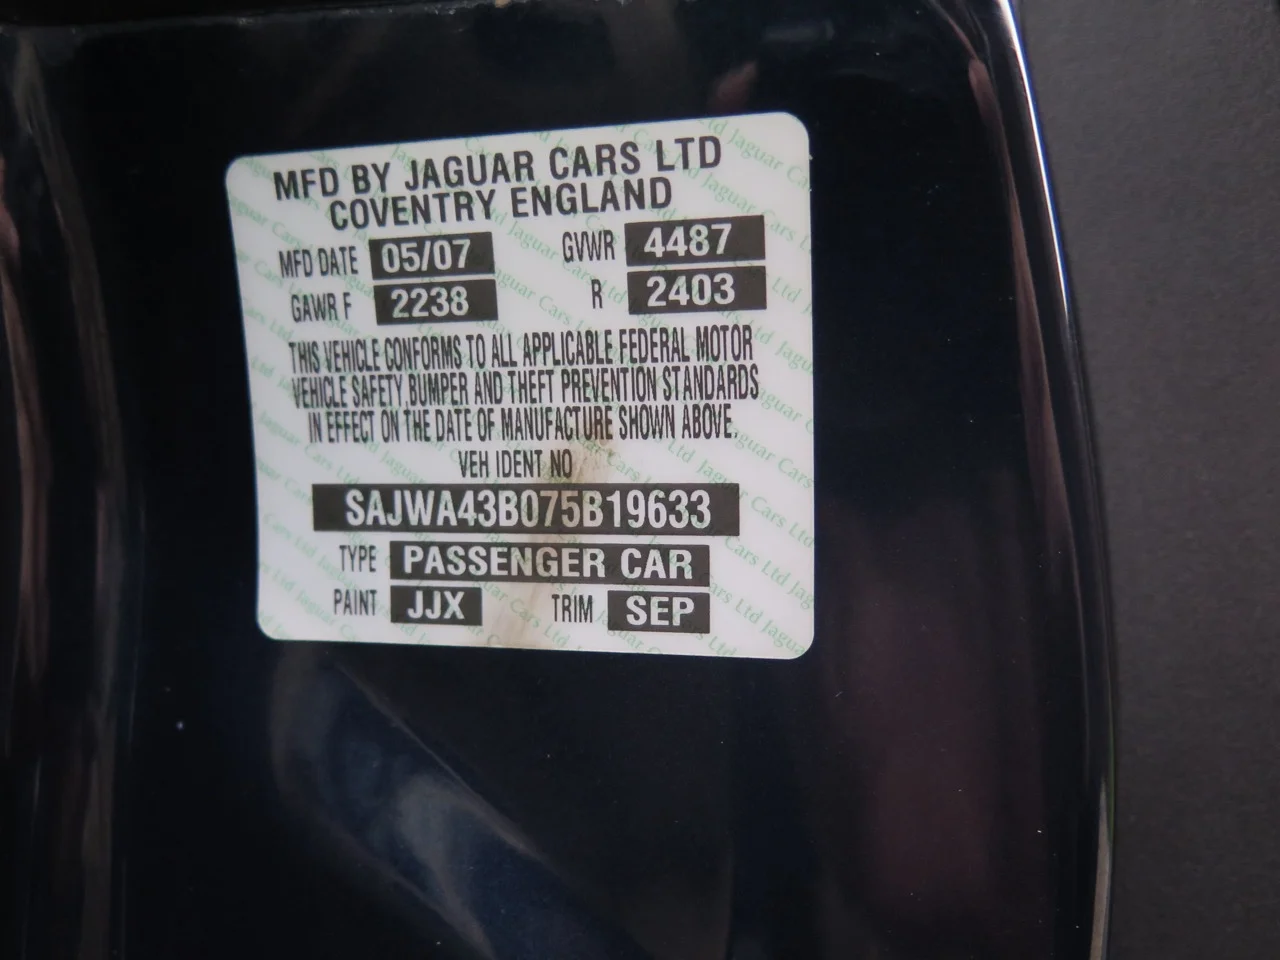 MFD BY JAGUAR CARS LTD
COVENTRY ENGLAND
MFD DATE 05/07 GVWR 4487
GAWR F 2238 R 2403
THIS VEHICLE CONFORMS TO ALL APPLICABLE FEDERAL MOTOR
VEHICLE SAFETY,BUMPER AND THEFT PREVENTION STANDARDS
IN EFFECT ON THE DATE OF MANUFACTURE SHOWN ABOVE.
VEH IDENT NO
SAJWA43B075B19633
TYPE PASSENGER CAR
PAINT JJX TRIM SEP